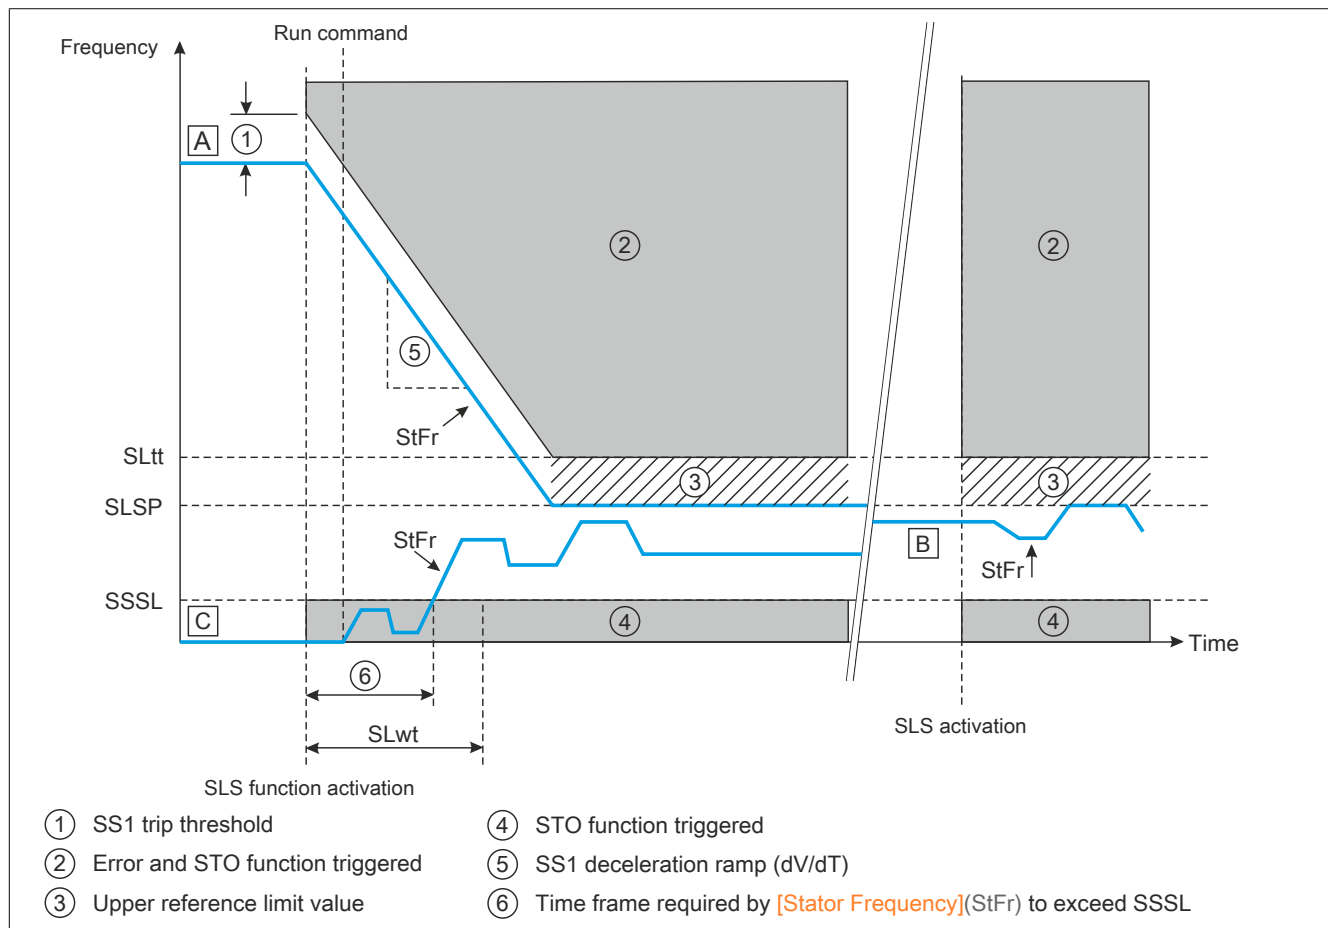 Run command
Frequency
A
1
2
2
5
StFr
SLtt
3
3
SLSP
StFr
B
StFr
SSSL
C
4
4
Time
6
SLwt
SLS activation
SLS function activation
1 SS1 trip threshold
2 Error and STO function triggered
3 Upper reference limit value
4 STO function triggered
5 SS1 deceleration ramp (dV/dT)
6 Time frame required by [Stator Frequency](StFr) to exceed SSSL